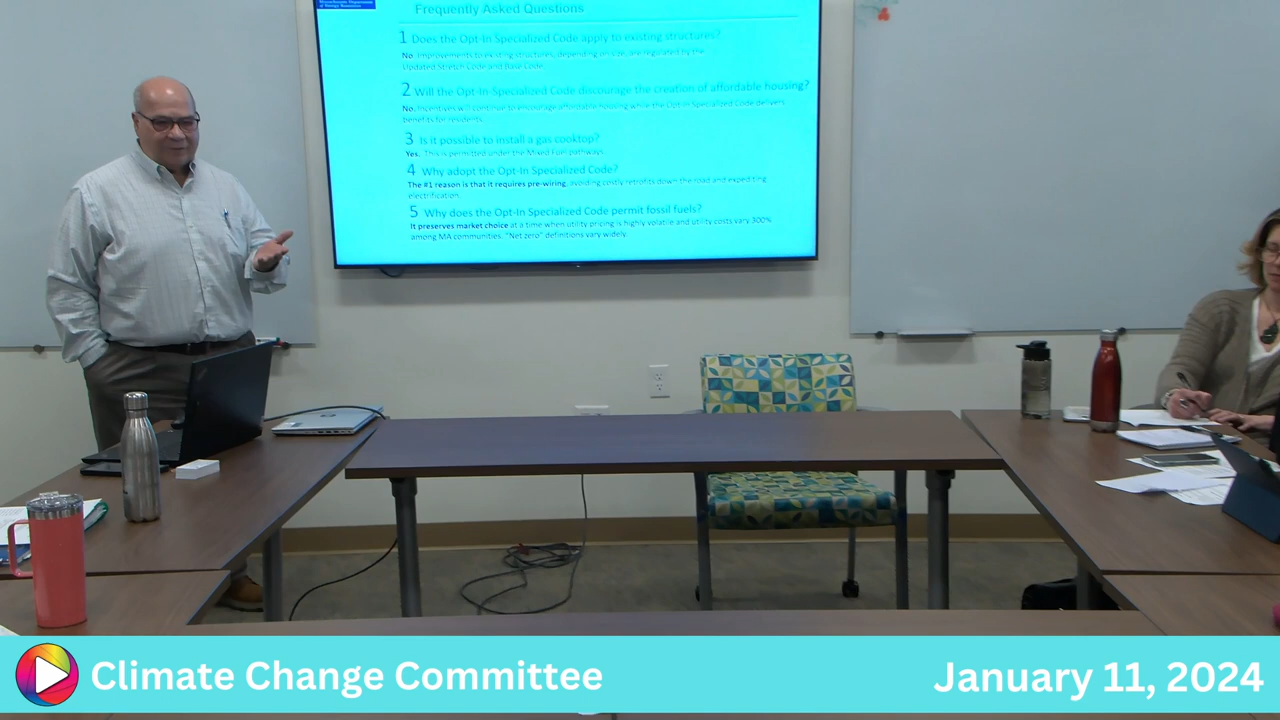 Massachusetts Department
of Energy Resources
Frequently Asked Questions
1 Does the Opt-In Specialized Code apply to existing structures?
No. Improvements to existing structures, depending on size, are regulated by the
Updated Stretch Code and Base Code.
2 Will the Opt-In Specialized Code discourage the creation of affordable housing?
No. Incentives will continue to encourage affordable housing while the Opt-in Specialized Code delivers
benefits for residents.
3 Is it possible to install a gas cooktop?
Yes. This is permitted under the Mixed Fuel pathways.
4 Why adopt the Opt-In Specialized Code?
The #1 reason is that it requires pre-wiring, avoiding costly retrofits down the road and expediting
electrification.
5 Why does the Opt-In Specialized Code permit fossil fuels?
It preserves market choice at a time when utility pricing is highly volatile and utility costs vary 300%
among MA communities. "Net zero" definitions vary widely.
Climate Change Committee
January 11, 2024